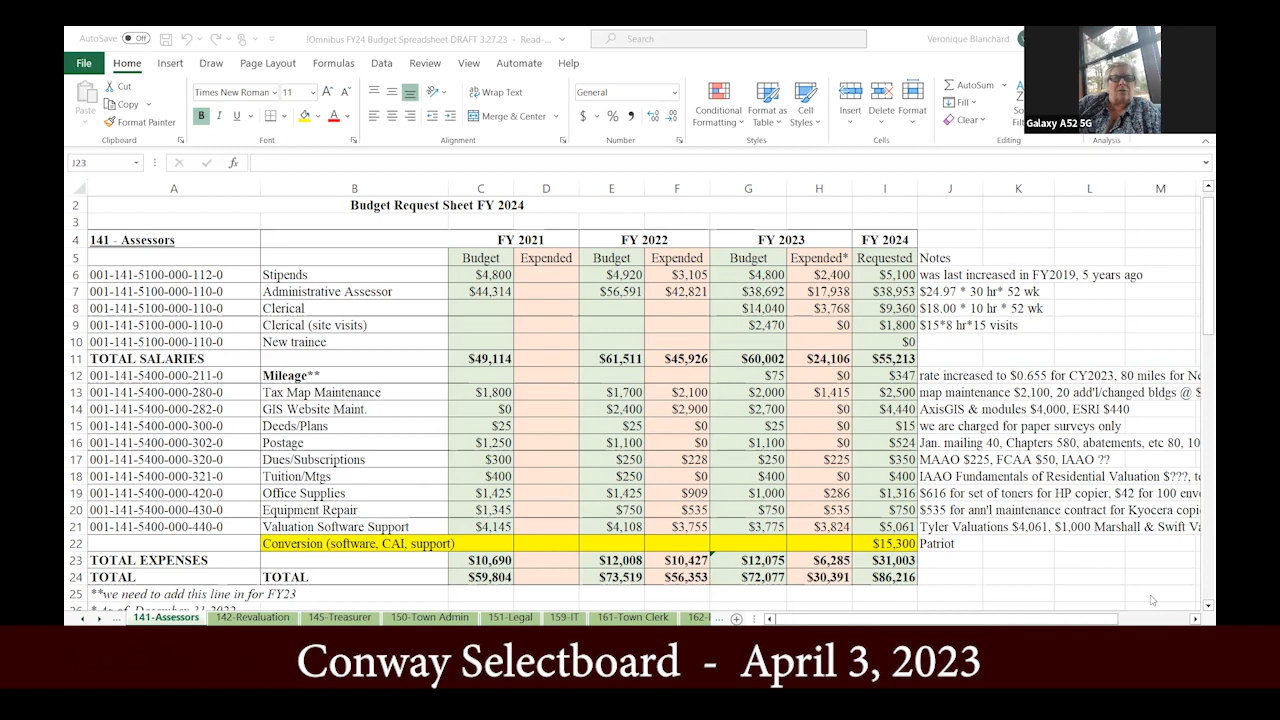 AutoSave Off !Omnibus FY24 Budget Spreadsheet DRAFT 3.27.23 - Read-... Search Veronique Blanchard
File Home Insert Draw Page Layout Formulas Data Review View Automate Help
Cut
Copy
Format Painter
Paste
Clipboard
Times New Roman 11
B I U
Font
Wrap Text
Merge & Center
Alignment
General
$ % 9
Number
Conditional Formatting Format as Table Cell Styles
Styles
Insert Delete Format
Cells
AutoSum
Fill
Clear
Editing
Analysis
Galaxy A52 5G
J23 fx
A B C D E F G H I J K L M
2 Budget Request Sheet FY 2024
3
4 141 - Assessors FY 2021 FY 2022 FY 2023 FY 2024
5 Budget Expended Budget Expended Budget Expended* Requested Notes
6 001-141-5100-000-112-0 Stipends $4,800 $4,920 $3,105 $4,800 $2,400 $5,100 was last increased in FY2019, 5 years ago
7 001-141-5100-000-110-0 Administrative Assessor $44,314 $56,591 $42,821 $38,692 $17,938 $38,953 $24.97 * 30 hr* 52 wk
8 001-141-5100-000-110-0 Clerical $14,040 $3,768 $9,360 $18.00 * 10 hr * 52 wk
9 001-141-5100-000-110-0 Clerical (site visits) $2,470 $0 $1,800 $15*8 hr*15 visits
10 001-141-5100-000-110-0 New trainee $0
11 TOTAL SALARIES $49,114 $61,511 $45,926 $60,002 $24,106 $55,213
12 001-141-5400-000-211-0 Mileage** $75 $0 $347 rate increased to $0.655 for CY2023, 80 miles for Ne
13 001-141-5400-000-280-0 Tax Map Maintenance $1,800 $1,700 $2,100 $2,000 $1,415 $2,500 map maintenance $2,100, 20 add'l/changed bldgs @ $
14 001-141-5400-000-282-0 GIS Website Maint. $0 $2,400 $2,900 $2,700 $4,440 AxisGIS & modules $4,000, ESRI $440
15 001-141-5400-000-300-0 Deeds/Plans $25 $25 $0 $25 $0 $15 we are charged for paper surveys only
16 001-141-5400-000-302-0 Postage $1,250 $1,100 $0 $1,100 $0 $524 Jan. mailing 40, Chapters 580, abatements, etc 80, 10
17 001-141-5400-000-320-0 Dues/Subscriptions $300 $250 $228 $250 $225 $350 MAAO $225, FCAA $50, IAAO ??
18 001-141-5400-000-321-0 Tuition/Mtgs $400 $250 $0 $400 $0 $400 IAAO Fundamentals of Residential Valuation $???, t
19 001-141-5400-000-420-0 Office Supplies $1,425 $1,425 $909 $1,000 $286 $1,316 $616 for set of toners for HP copier, $42 for 100 env
20 001-141-5400-000-430-0 Equipment Repair $1,345 $750 $535 $750 $535 $750 $535 for ann'l maintenance contract for Kyocera copi
21 001-141-5400-000-440-0 Valuation Software Support $4,145 $4,108 $3,755 $3,775 $3,824 $5,061 Tyler Valuations $4,061, $1,000 Marshall & Swift Va
22 Conversion (software, CAI, support) $15,300 Patriot
23 TOTAL EXPENSES $10,690 $12,008 $10,427 $12,075 $6,285 $31,003
24 TOTAL TOTAL $59,804 $73,519 $56,353 $72,077 $30,391 $86,216
25 **we need to add this line in for FY23
26 * As of December 31 2022
... 141-Assessors 142-Revaluation 145-Treasurer 150-Town Admin 151-Legal 159-IT 161-Town Clerk 162- ...
Conway Selectboard - April 3, 2023